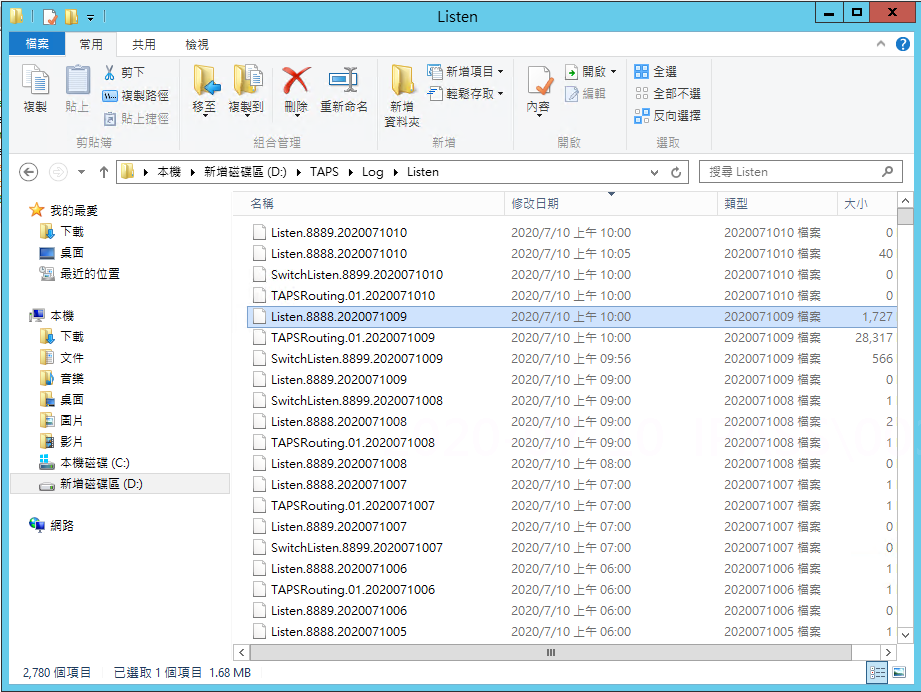 Listen
檔案 常用 共用 檢視
複製 貼上 剪下 複製路徑 貼上捷徑 移至 複製到 刪除 重新命名 新增資料夾 新增項目 輕鬆存取 內容 開啟 編輯 全選 全部不選 反向選擇
剪貼簿 組合管理 新增 開啟 選取
本機 新增磁碟區 (D:) TAPS Log Listen 搜尋 Listen
我的最愛
下載
桌面
最近的位置
本機
下載
文件
音樂
桌面
圖片
影片
本機磁碟 (C:)
新增磁碟區 (D:)
網路
名稱 修改日期 類型 大小
Listen.8889.2020071010 2020/7/10 上午 10:00 2020071010 檔案 0
Listen.8888.2020071010 2020/7/10 上午 10:05 2020071010 檔案 40
SwitchListen.8899.2020071010 2020/7/10 上午 10:00 2020071010 檔案 0
TAPSRouting.01.2020071010 2020/7/10 上午 10:00 2020071010 檔案 0
Listen.8888.2020071009 2020/7/10 上午 10:00 2020071009 檔案 1,727
TAPSRouting.01.2020071009 2020/7/10 上午 10:00 2020071009 檔案 28,317
SwitchListen.8899.2020071009 2020/7/10 上午 09:56 2020071009 檔案 566
Listen.8889.2020071009 2020/7/10 上午 09:00 2020071009 檔案 0
SwitchListen.8899.2020071008 2020/7/10 上午 09:00 2020071008 檔案 1
Listen.8888.2020071008 2020/7/10 上午 09:00 2020071008 檔案 2
TAPSRouting.01.2020071008 2020/7/10 上午 09:00 2020071008 檔案 1
Listen.8889.2020071008 2020/7/10 上午 08:00 2020071008 檔案 0
Listen.8888.2020071007 2020/7/10 上午 07:00 2020071007 檔案 1
TAPSRouting.01.2020071007 2020/7/10 上午 07:00 2020071007 檔案 1
Listen.8889.2020071007 2020/7/10 上午 07:00 2020071007 檔案 0
SwitchListen.8899.2020071007 2020/7/10 上午 07:00 2020071007 檔案 0
Listen.8888.2020071006 2020/7/10 上午 06:00 2020071006 檔案 1
TAPSRouting.01.2020071006 2020/7/10 上午 06:00 2020071006 檔案 1
Listen.8889.2020071006 2020/7/10 上午 06:00 2020071006 檔案 0
Listen.8888.2020071005 2020/7/10 上午 06:00 2020071005 檔案 1
2,780 個項目 已選取 1 個項目 1.68 MB